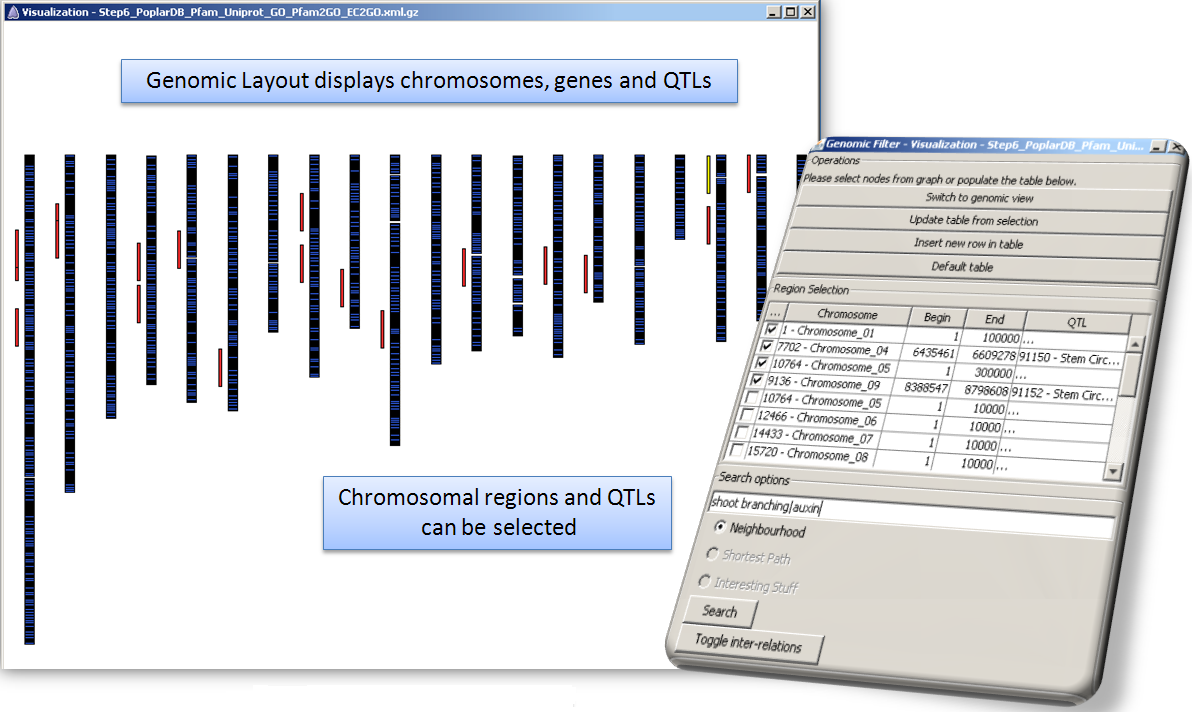 Visualization - Step6_PoplarDB_Pfam_Uniprot_GO_Pfam2GO_EC2GO.xml.gz
Genomic Layout displays chromosomes, genes and QTLs
Chromosomal regions and QTLs
can be selected
Genomic Filter - Visualization - Step6_PoplarDB_Pfam_Uni...
Operations
Please select nodes from graph or populate the table below.
Switch to genomic view
Update table from selection
Insert new row in table
Default table
Region Selection
... Chromosome Begin End QTL
1 - Chromosome_01 1 100000 ...
7702 - Chromosome_04 6435461 6609278 91150 - Stem Circ...
10764 - Chromosome_05 1 300000 ...
9136 - Chromosome_09 8388547 8798608 91152 - Stem Circ...
10764 - Chromosome_05 1 10000 ...
12466 - Chromosome_06 1 10000 ...
14433 - Chromosome_07 1 10000 ...
15720 - Chromosome_08 1 10000 ...
Search options
shoot branching|auxin
Neighbourhood
Shortest Path
Interesting Stuff
Search
Toggle inter-relations